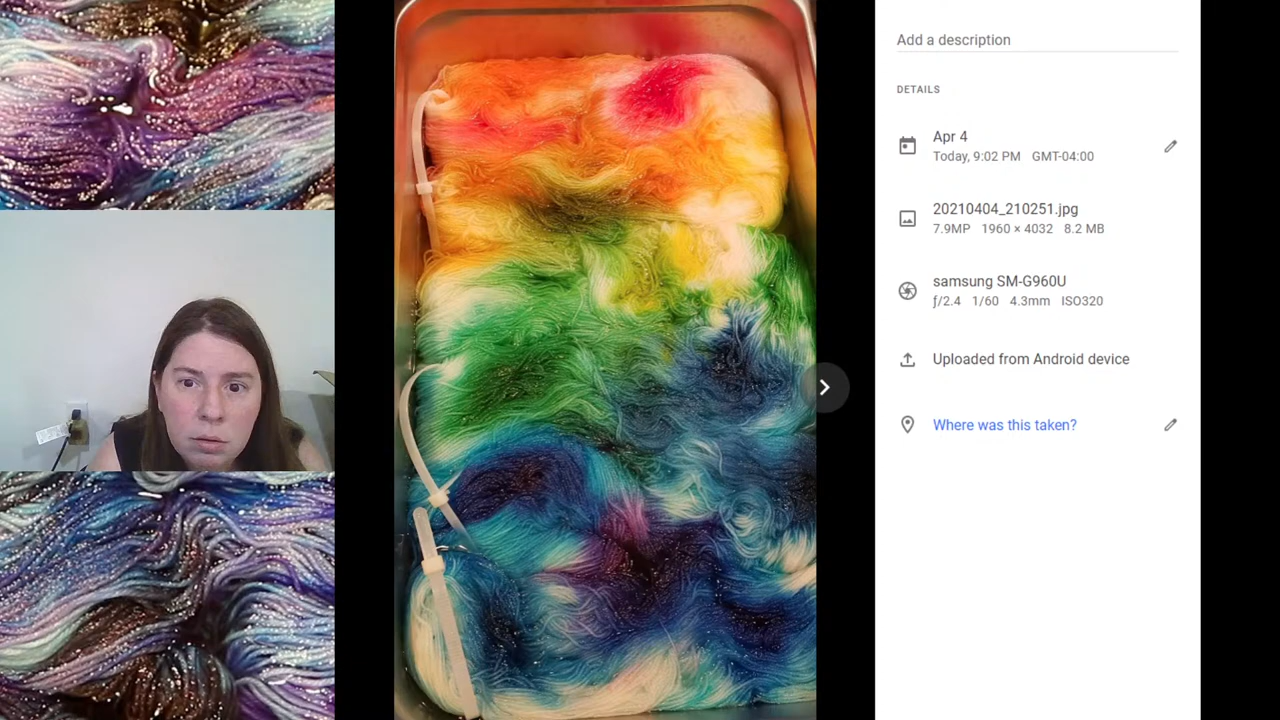 Add a description
DETAILS
Apr 4
Today, 9:02 PM GMT-04:00
20210404_210251.jpg
7.9MP 1960 × 4032 8.2 MB
samsung SM-G960U
ƒ/2.4 1/60 4.3mm ISO320
Uploaded from Android device
Where was this taken?